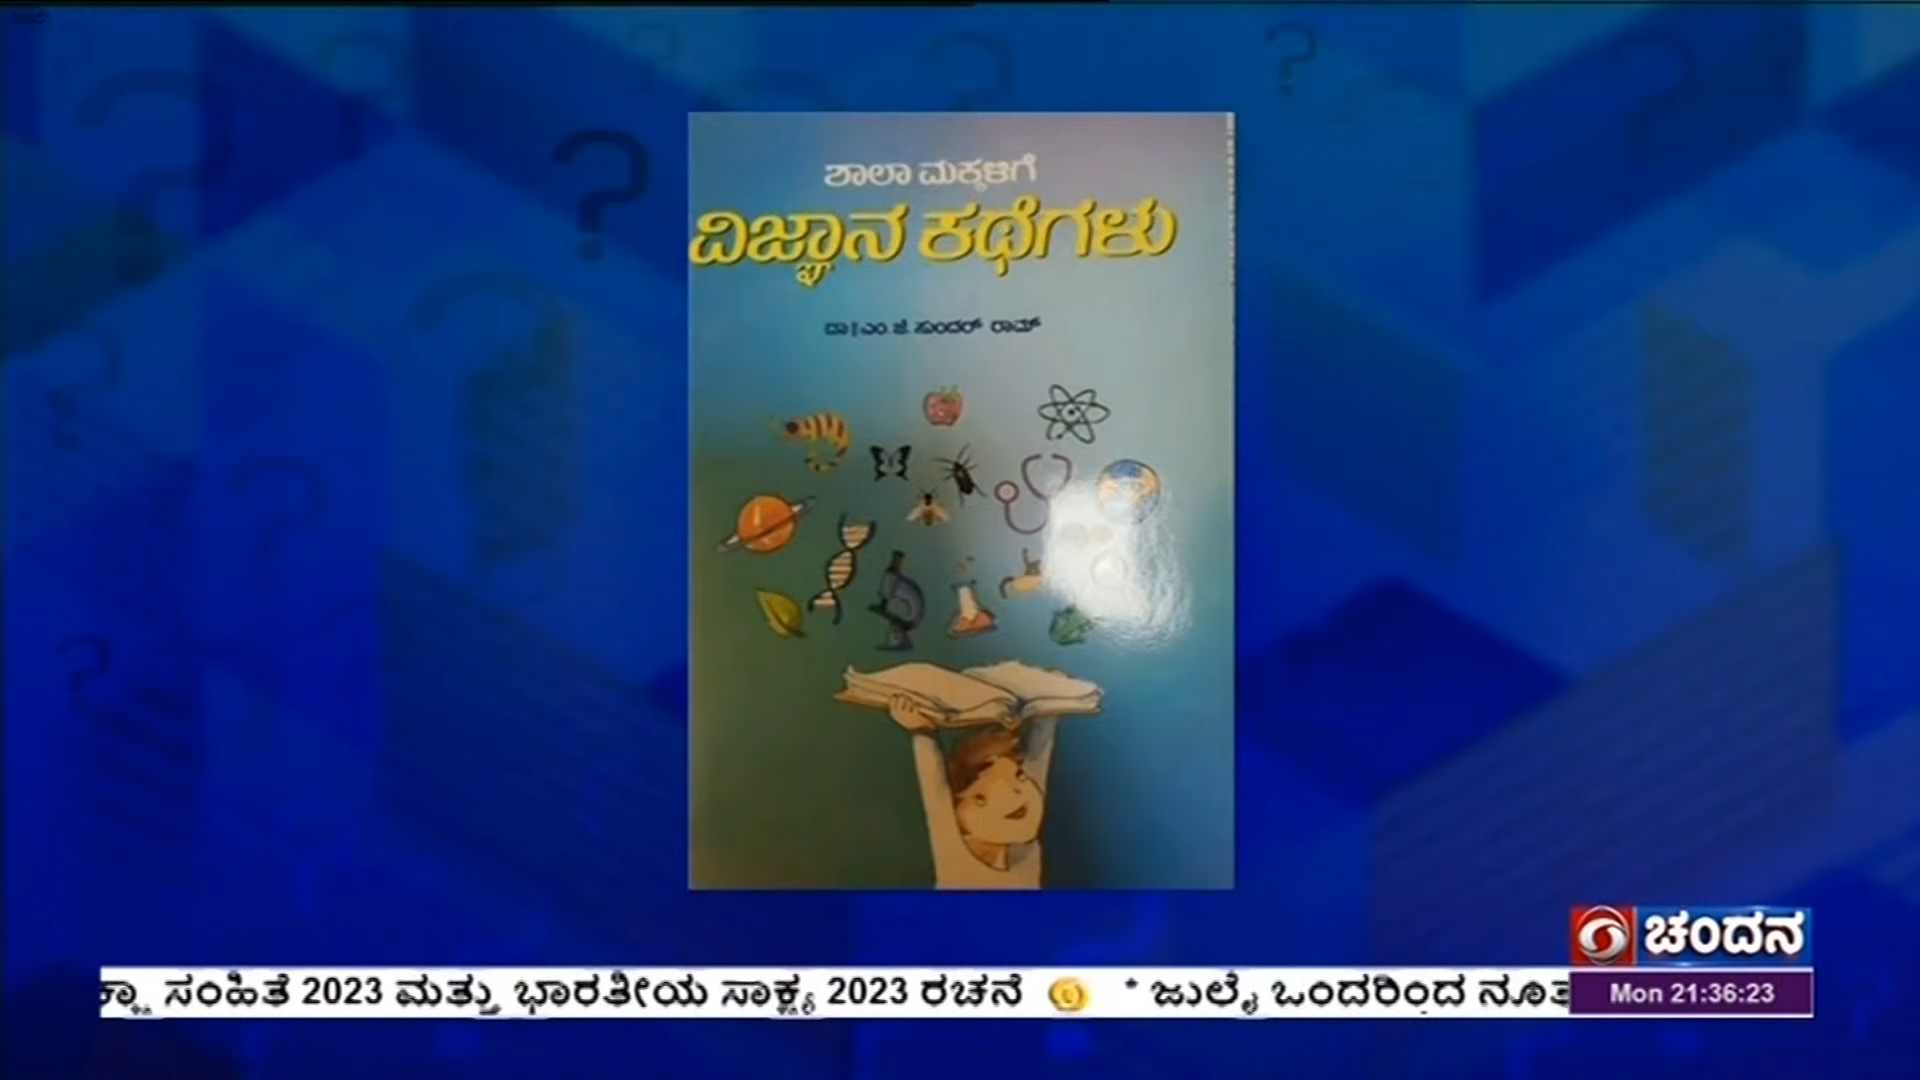 ಶಾಲಾ ಮಕ್ಕಳಿಗೆ
ವಿಜ್ಞಾನ ಕಥೆಗಳು
ಡಾ| ಎಂ.ಜೆ. ಸುಂದರ್ ರಾಮ್
ಚಂದನ
ಸಂಹಿತೆ 2023 ಮತ್ತು ಭಾರತೀಯ ಸಾಕ್ಷ್ಯ 2023 ರಚನೆ * ಜುಲೈ ಒಂದರಿಂದ
Mon 21:36:23